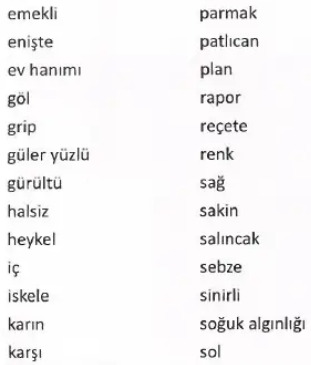 emekli
enişte
ev hanımı
göl
grip
güler yüzlü
gürültü
halsiz
heykel
iç
iskele
karın
karşı
parmak
patlıcan
plan
rapor
reçete
renk
sağ
sakin
salıncak
sebze
sinirli
soğuk algınlığı
sol